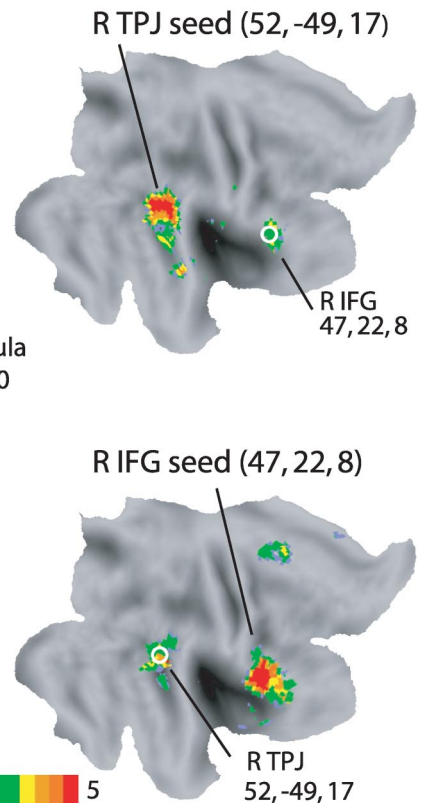 R TPJ seed (52, -49, 17)
R IFG
47, 22, 8
R IFG seed (47, 22, 8)
R TPJ
52, -49, 17
5